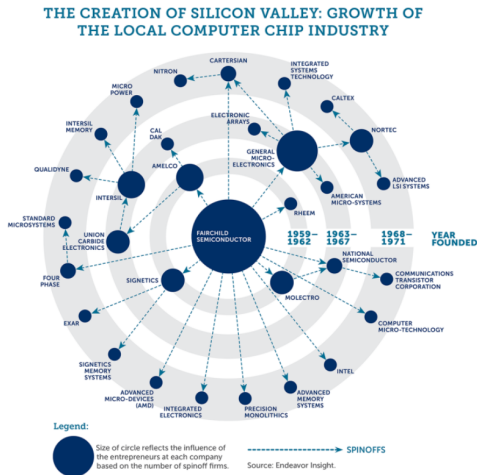 THE CREATION OF SILICON VALLEY: GROWTH OF
THE LOCAL COMPUTER CHIP INDUSTRY
CARTERSIAN
NITRON
INTEGRATED
SYSTEMS
TECHNOLOGY
MICRO
POWER
CALTEX
INTERSIL
MEMORY
ELECTRONIC
ARRAYS
NORTEC
CAL
DAK
GENERAL
MICRO-
ELECTRONICS
AMELCO
QUALIDYNE
ADVANCED
LSI SYSTEMS
INTERSIL
AMERICAN
MICRO-SYSTEMS
RHEEM
STANDARD
MICROSYSTEMS
UNION
CARBIDE
ELECTRONICS
FAIRCHILD
SEMICONDUCTOR
1959–
1962
1963–
1967
1968–
1971
YEAR
FOUNDED
NATIONAL
SEMICONDUCTOR
FOUR
PHASE
SIGNETICS
MOLECTRO
COMMUNICATIONS
TRANSISTOR
CORPORATION
EXAR
COMPUTER
MICRO-TECHNOLOGY
SIGNETICS
MEMORY
SYSTEMS
INTEL
ADVANCED
MICRO-DEVICES
(AMD)
INTEGRATED
ELECTRONICS
PRECISION
MONOLITHICS
ADVANCED
MEMORY
SYSTEMS
Legend:
Size of circle reflects the influence of
the entrepreneurs at each company
based on the number of spinoff firms.
SPINOFFS
Source: Endeavor Insight.